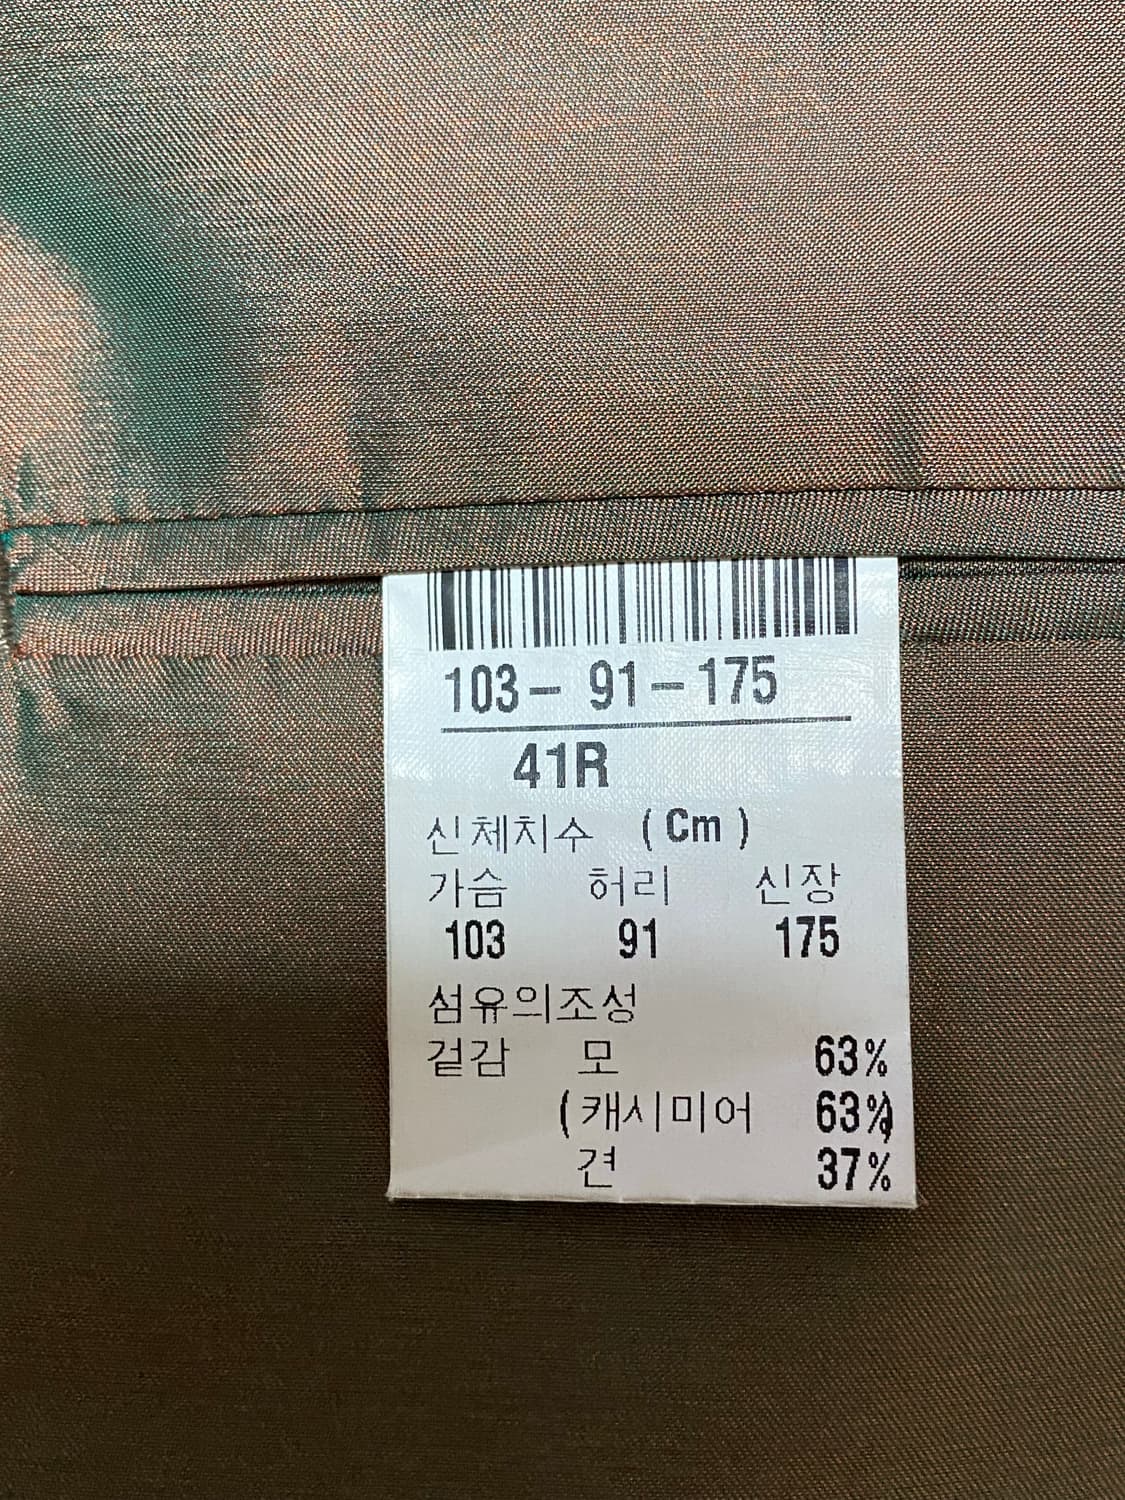 103- 91-175
41R
신체치수 (Cm)
가슴 허리 신장
103 91 175
섬유의조성
겉감 모 63%
(캐시미어 63%)
견 37%